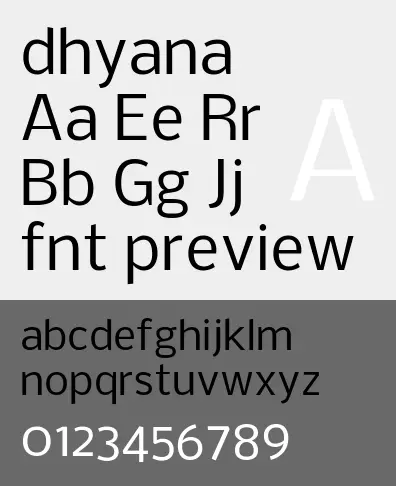 dhyana
Aa Ee Rr
A
Bb Gg Jj
fnt preview
abcdefghijklm
nopqrstuvwxyz
0123456789